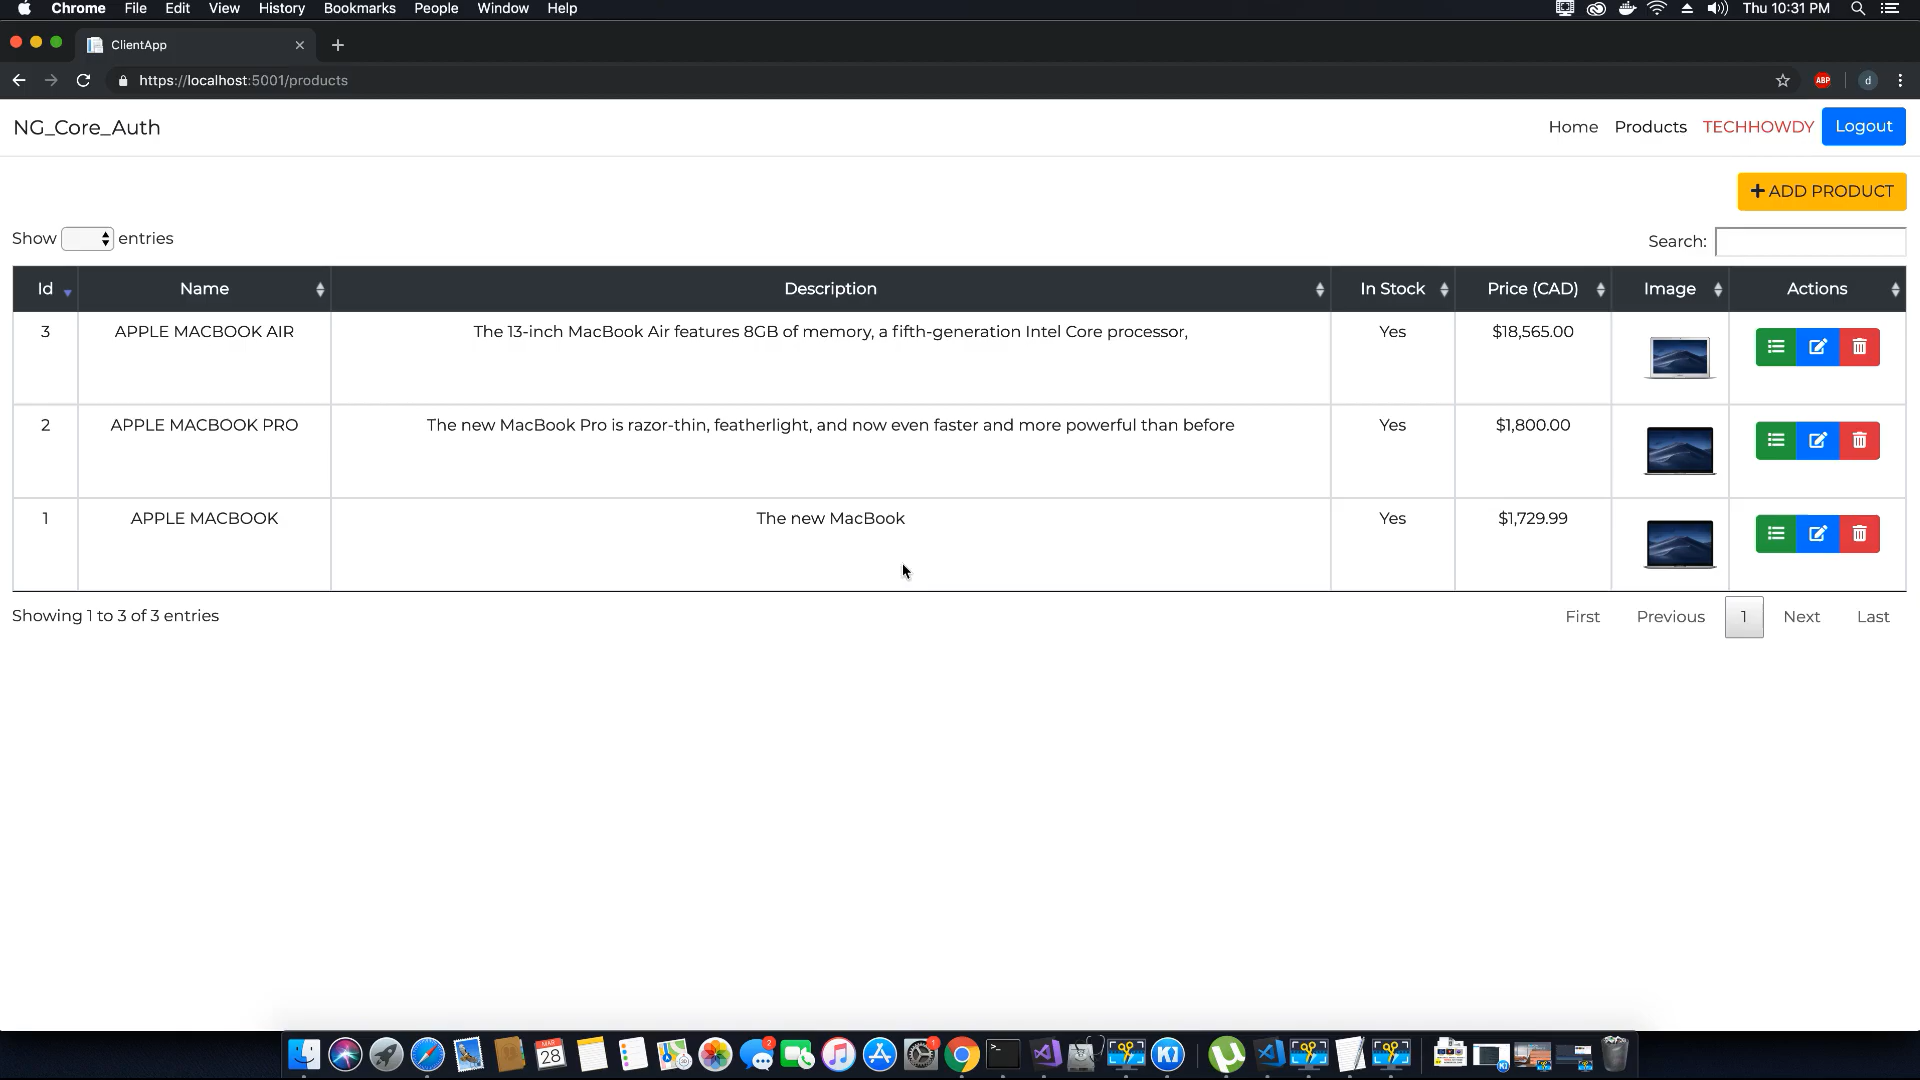 Chrome File Edit View History Bookmarks People Window Help Thu 10:31 PM
ClientApp
https://localhost:5001/products ABP d
NG_Core_Auth Home Products TECHHOWDY Logout
ADD PRODUCT
Show entries Search:
Id Name Description In Stock Price (CAD) Image Actions
3 APPLE MACBOOK AIR The 13-inch MacBook Air features 8GB of memory, a fifth-generation Intel Core processor, Yes $18,565.00
2 APPLE MACBOOK PRO The new MacBook Pro is razor-thin, featherlight, and now even faster and more powerful than before Yes $1,800.00
1 APPLE MACBOOK The new MacBook Yes $1,729.99
Showing 1 to 3 of 3 entries First Previous 1 Next Last
MAR 28 2 1